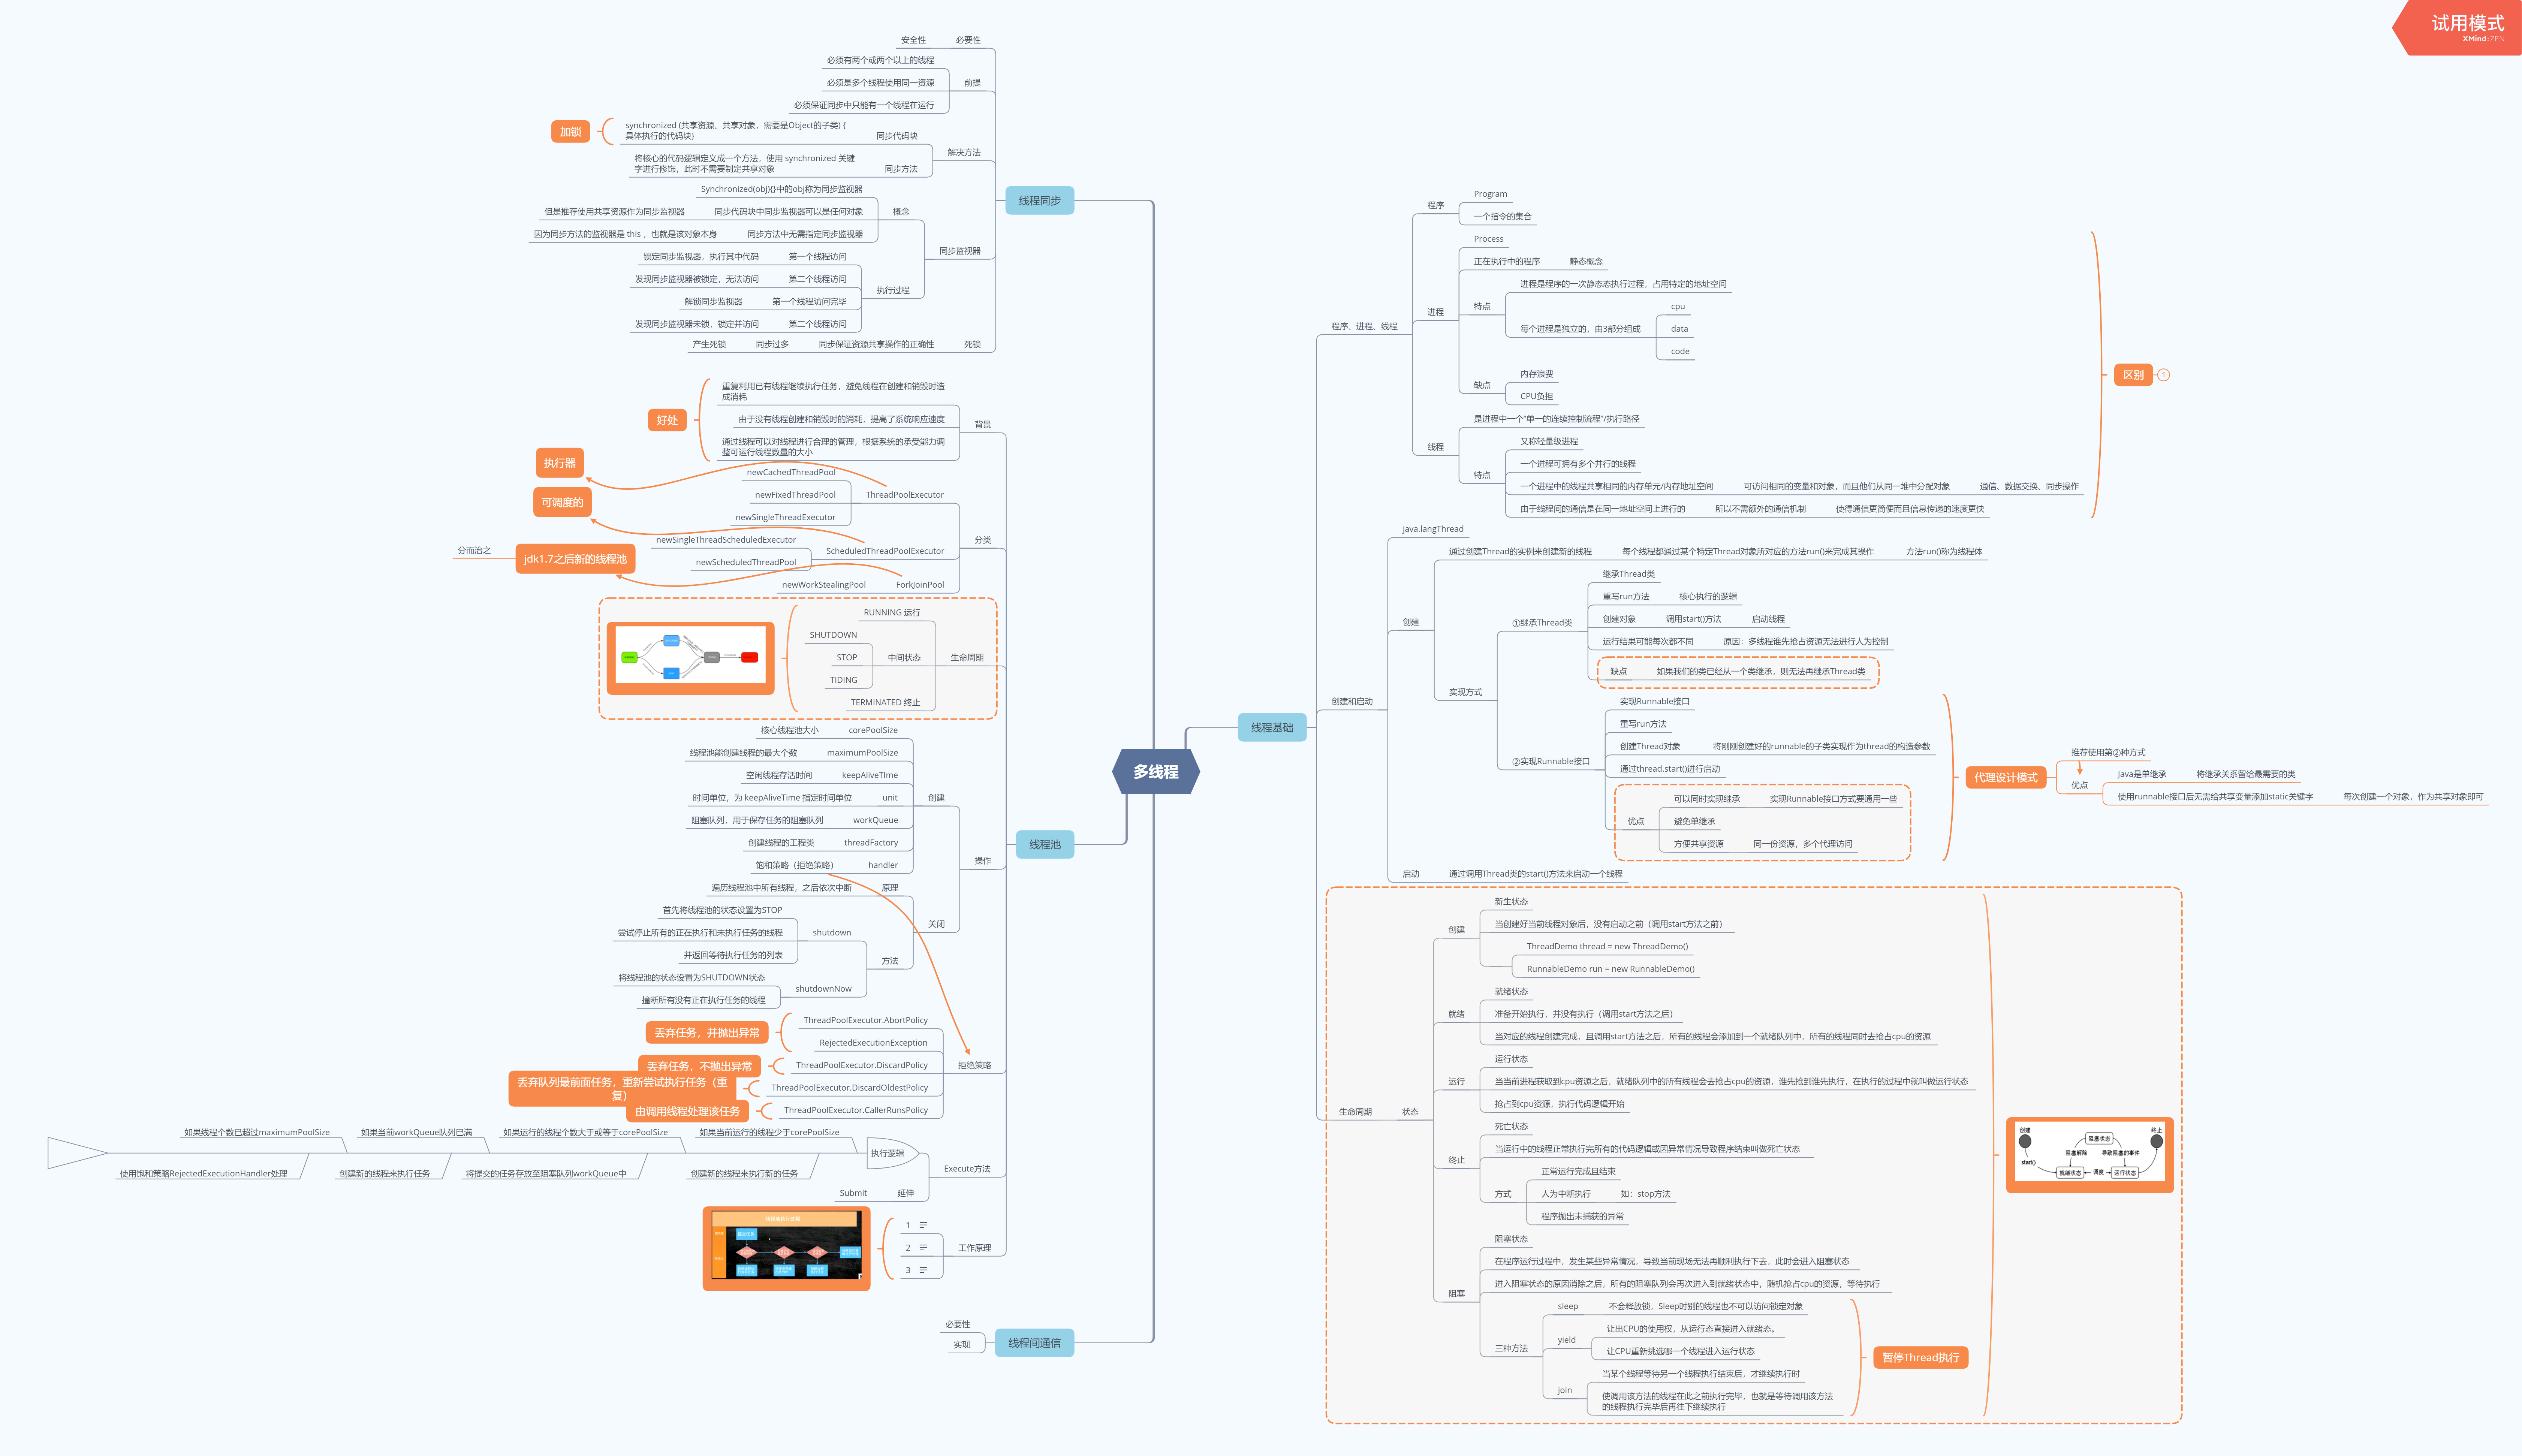 试用模式
XMind:ZEN
多线程
线程同步
必要性
安全性
前提
必须有两个或两个以上的线程
必须是多个线程使用同一资源
必须保证同步中只能有一个线程在运行
解决方法
同步代码块
synchronized (共享资源、共享对象，需要是Object的子类) {
具体执行的代码块}
加锁
同步方法
将核心的代码逻辑定义成一个方法，使用 synchronized 关键
字进行修饰，此时不需要制定共享对象
同步监视器
概念
Synchronized(obj){}中的obj称为同步监视器
同步代码块中同步监视器可以是任何对象
但是推荐使用共享资源作为同步监视器
同步方法中无需指定同步监视器
因为同步方法的监视器是 this ，也就是该对象本身
执行过程
第一个线程访问
锁定同步监视器，执行其中代码
第二个线程访问
发现同步监视器被锁定，无法访问
第一个线程访问完毕
解锁同步监视器
第二个线程访问
发现同步监视器未锁，锁定并访问
死锁
同步保证资源共享操作的正确性
同步过多
产生死锁
线程池
背景
重复利用已有线程继续执行任务，避免线程在创建和销毁时造
成消耗
由于没有线程创建和销毁时的消耗，提高了系统响应速度
通过线程可以对线程进行合理的管理，根据系统的承受能力调
整可运行线程数量的大小
好处
分类
ThreadPoolExecutor
newCachedThreadPool
newFixedThreadPool
newSingleThreadExecutor
执行器
ScheduledThreadPoolExecutor
newSingleThreadScheduledExecutor
newScheduledThreadPool
可调度的
ForkJoinPool
newWorkStealingPool
jdk1.7之后新的线程池
分而治之
生命周期
RUNNING 运行
中间状态
SHUTDOWN
STOP
TIDING
TERMINATED 终止
操作
创建
corePoolSize
核心线程池大小
maximumPoolSize
线程池能创建线程的最大个数
keepAliveTIme
空闲线程存活时间
unit
时间单位，为 keepAliveTime 指定时间单位
workQueue
阻塞队列，用于保存任务的阻塞队列
threadFactory
创建线程的工程类
handler
饱和策略（拒绝策略）
关闭
原理
遍历线程池中所有线程，之后依次中断
方法
shutdown
首先将线程池的状态设置为STOP
尝试停止所有的正在执行和未执行任务的线程
并返回等待执行任务的列表
shutdownNow
将线程池的状态设置为SHUTDOWN状态
撞断所有没有正在执行任务的线程
拒绝策略
ThreadPoolExecutor.AbortPolicy
RejectedExecutionException
丢弃任务，并抛出异常
ThreadPoolExecutor.DiscardPolicy
丢弃任务，不抛出异常
ThreadPoolExecutor.DiscardOldestPolicy
丢弃队列最前面任务，重新尝试执行任务（重
复）
ThreadPoolExecutor.CallerRunsPolicy
由调用线程处理该任务
Execute方法
执行逻辑
如果当前运行的线程少于corePoolSize
创建新的线程来执行新的任务
如果运行的线程个数大于或等于corePoolSize
将提交的任务存放至阻塞队列workQueue中
如果当前workQueue队列已满
创建新的线程来执行任务
如果线程个数已超过maximumPoolSize
使用饱和策略RejectedExecutionHandler处理
延伸
Submit
工作原理
1
2
3
线程池执行过程
线程间通信
必要性
实现
线程基础
程序、进程、线程
程序
Program
一个指令的集合
进程
Process
正在执行中的程序
静态概念
特点
进程是程序的一次静态态执行过程，占用特定的地址空间
每个进程是独立的，由3部分组成
cpu
data
code
缺点
内存浪费
CPU负担
线程
是进程中一个“单一的连续控制流程”/执行路径
特点
又称轻量级进程
一个进程可拥有多个并行的线程
一个进程中的线程共享相同的内存单元/内存地址空间
可访问相同的变量和对象，而且他们从同一堆中分配对象
通信、数据交换、同步操作
由于线程间的通信是在同一地址空间上进行的
所以不需额外的通信机制
使得通信更简便而且信息传递的速度更快
区别
1
创建和启动
java.langThread
创建
通过创建Thread的实例来创建新的线程
每个线程都通过某个特定Thread对象所对应的方法run()来完成其操作
方法run()称为线程体
实现方式
①继承Thread类
继承Thread类
重写run方法
核心执行的逻辑
创建对象
调用start()方法
启动线程
运行结果可能每次都不同
原因：多线程谁先抢占资源无法进行人为控制
缺点
如果我们的类已经从一个类继承，则无法再继承Thread类
②实现Runnable接口
实现Runnable接口
重写run方法
创建Thread对象
将刚刚创建好的runnable的子类实现作为thread的构造参数
通过thread.start()进行启动
优点
可以同时实现继承
实现Runnable接口方式要通用一些
避免单继承
方便共享资源
同一份资源，多个代理访问
代理设计模式
推荐使用第②种方式
优点
Java是单继承
将继承关系留给最需要的类
使用runnable接口后无需给共享变量添加static关键字
每次创建一个对象，作为共享对象即可
启动
通过调用Thread类的start()方法来启动一个线程
生命周期
状态
创建
新生状态
当创建好当前线程对象后，没有启动之前（调用start方法之前）
ThreadDemo thread = new ThreadDemo()
RunnableDemo run = new RunnableDemo()
就绪
就绪状态
准备开始执行，并没有执行（调用start方法之后）
当对应的线程创建完成，且调用start方法之后，所有的线程会添加到一个就绪队列中，所有的线程同时去抢占cpu的资源
运行
运行状态
当当前进程获取到cpu资源之后，就绪队列中的所有线程会去抢占cpu的资源，谁先抢到谁先执行，在执行的过程中就叫做运行状态
抢占到cpu资源，执行代码逻辑开始
终止
死亡状态
当运行中的线程正常执行完所有的代码逻辑或因异常情况导致程序结束叫做死亡状态
方式
正常运行完成且结束
人为中断执行
如：stop方法
程序抛出未捕获的异常
阻塞
阻塞状态
在程序运行过程中，发生某些异常情况，导致当前现场无法再顺利执行下去，此时会进入阻塞状态
进入阻塞状态的原因消除之后，所有的阻塞队列会再次进入到就绪状态中，随机抢占cpu的资源，等待执行
三种方法
sleep
不会释放锁，Sleep时别的线程也不可以访问锁定对象
yield
让出CPU的使用权，从运行态直接进入就绪态。
让CPU重新挑选哪一个线程进入运行状态
join
当某个线程等待另一个线程执行结束后，才继续执行时
使调用该方法的线程在此之前执行完毕，也就是等待调用该方法
的线程执行完毕后再往下继续执行
暂停Thread执行
创建
终止
阻塞状态
阻塞解除
导致阻塞的事件
start()
就绪状态
调度
运行状态